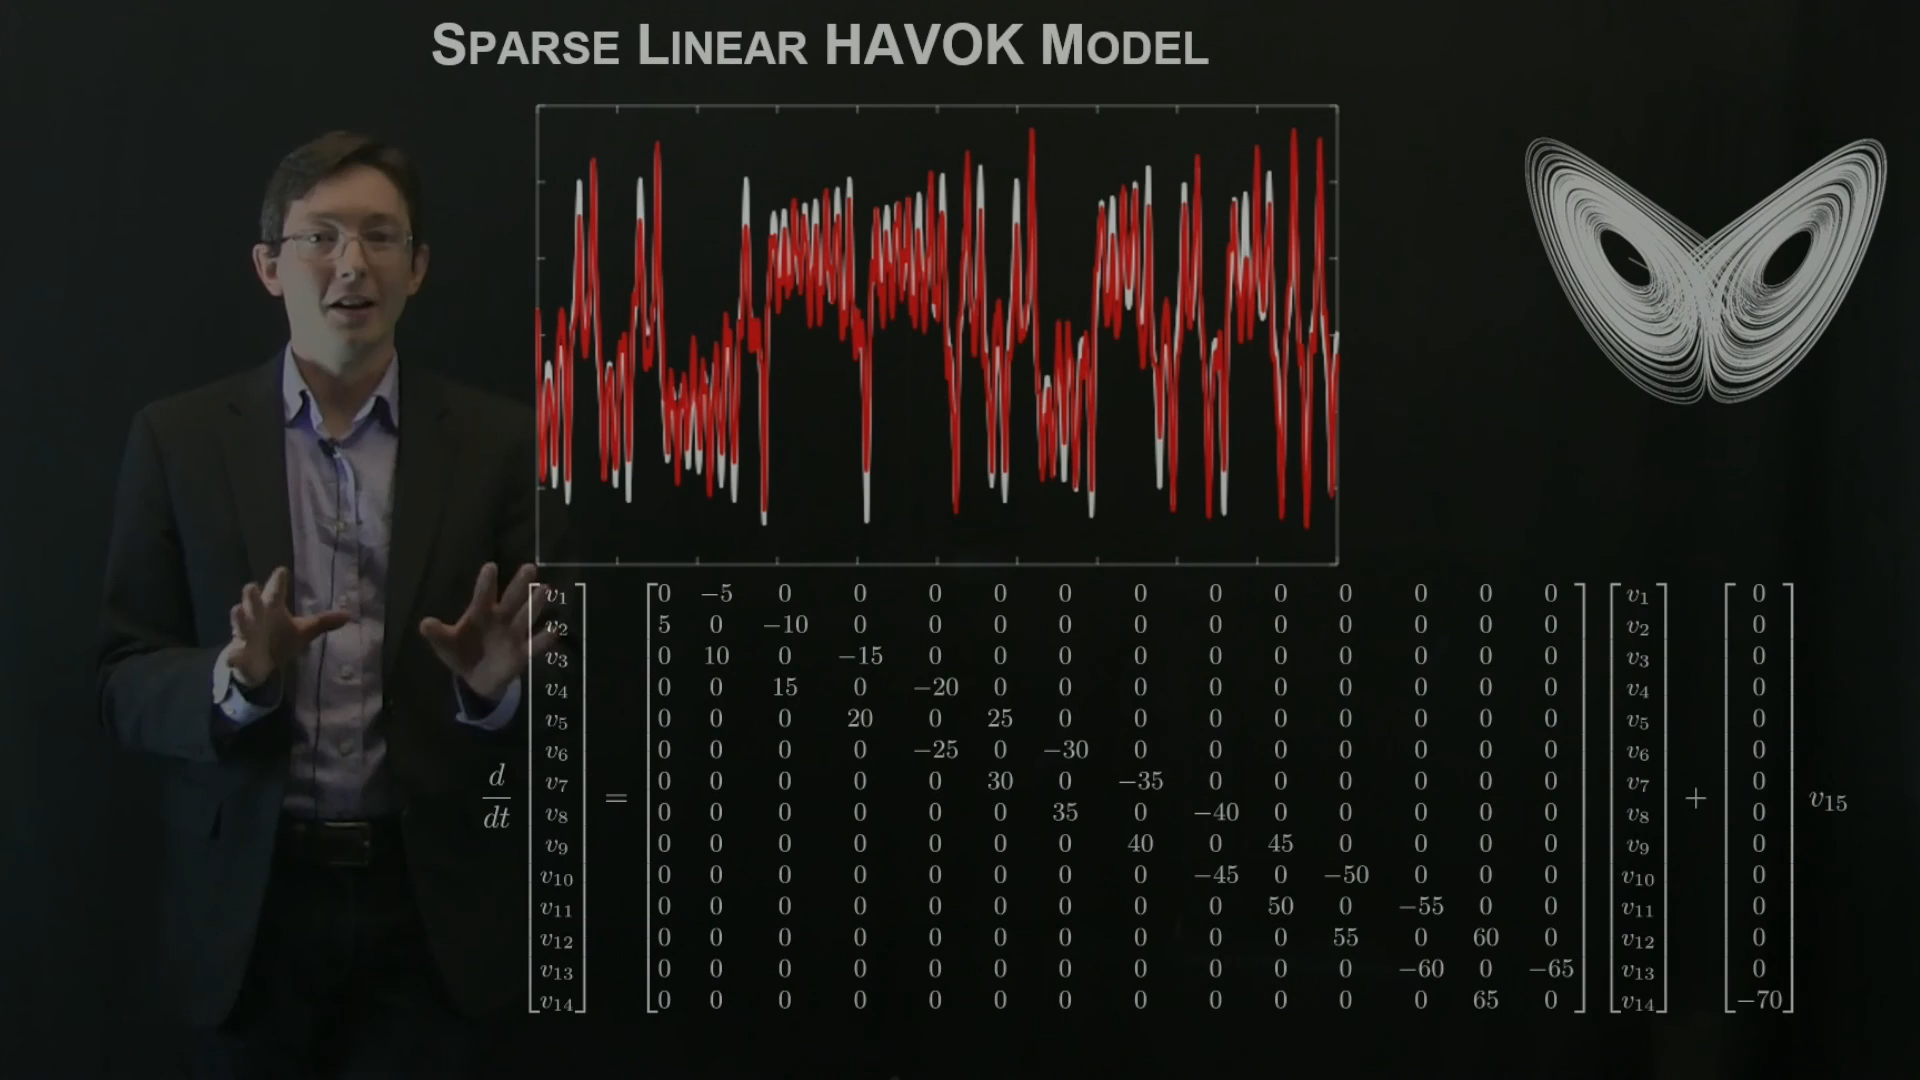 SPARSE LINEAR HAVOK MODEL
v1 0 −5 0 0 0 0 0 0 0 0 0 0 0 0 v1 0
v2 5 0 −10 0 0 0 0 0 0 0 0 0 0 0 v2 0
v3 0 10 0 −15 0 0 0 0 0 0 0 0 0 0 v3 0
v4 0 0 15 0 −20 0 0 0 0 0 0 0 0 0 v4 0
v5 0 0 0 20 0 25 0 0 0 0 0 0 0 0 v5 0
v6 0 0 0 0 −25 0 −30 0 0 0 0 0 0 0 v6 0
d/dt v7 = 0 0 0 0 0 30 0 −35 0 0 0 0 0 0 v7 + 0 v15
v8 0 0 0 0 0 0 35 0 −40 0 0 0 0 0 v8 0
v9 0 0 0 0 0 0 0 40 0 45 0 0 0 0 v9 0
v10 0 0 0 0 0 0 0 0 −45 0 −50 0 0 0 v10 0
v11 0 0 0 0 0 0 0 0 0 50 0 −55 0 0 v11 0
v12 0 0 0 0 0 0 0 0 0 0 55 0 60 0 v12 0
v13 0 0 0 0 0 0 0 0 0 0 0 −60 0 −65 v13 0
v14 0 0 0 0 0 0 0 0 0 0 0 0 65 0 v14 −70